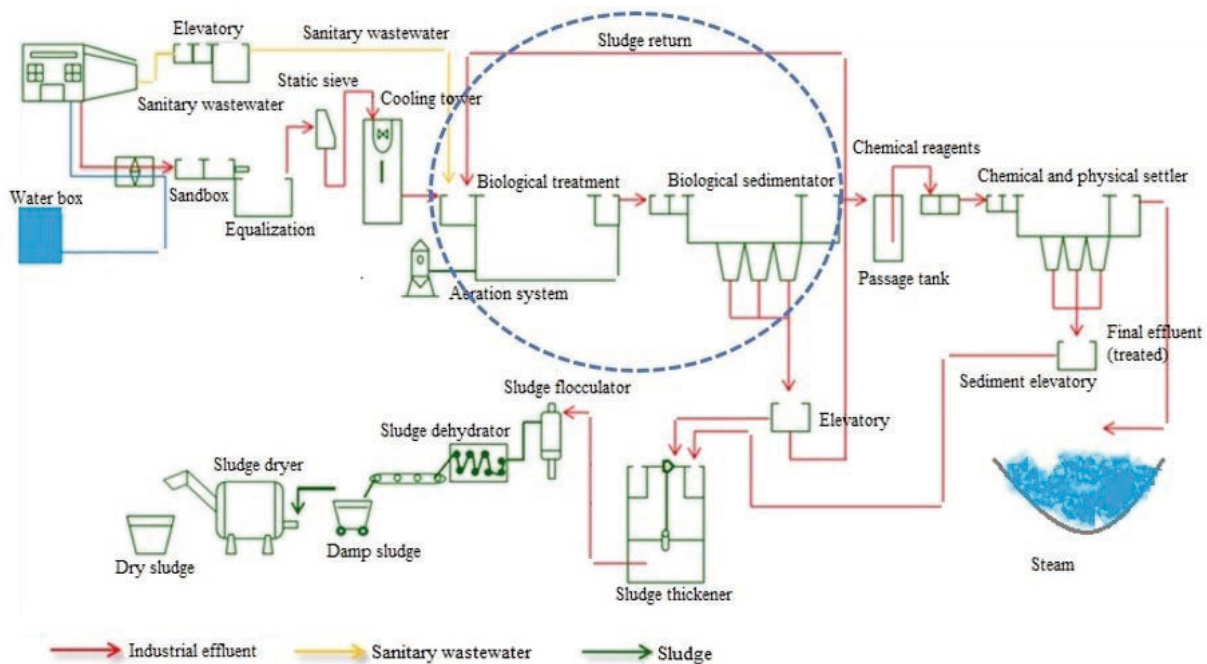 Elevatory
Sanitary wastewater
Sludge return
Static sieve
Cooling tower
Sanitary wastewater
Chemical reagents
Biological treatment
Biological sedimentator
Chemical and physical settler
Water box
Sandbox
Equalization
Passage tank
Aeration system
Final effluent
(treated)
Sediment elevatory
Sludge flocculator
Elevatory
Sludge dehydrator
Sludge dryer
Damp sludge
Dry sludge
Steam
Sludge thickener
Industrial effluent
Sanitary wastewater
Sludge